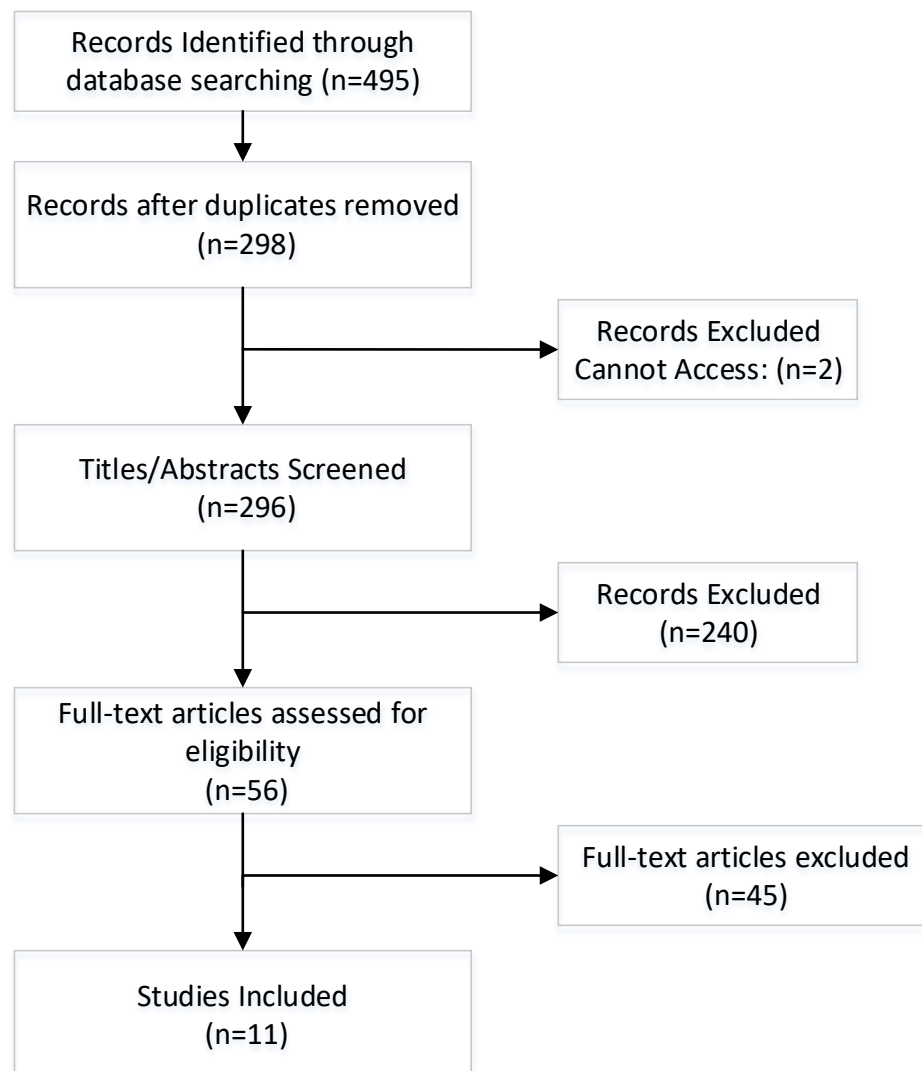 Records Identified through
database searching (n=495)
Records after duplicates removed
(n=298)
Records Excluded
Cannot Access: (n=2)
Titles/Abstracts Screened
(n=296)
Records Excluded
(n=240)
Full-text articles assessed for
eligibility
(n=56)
Full-text articles excluded
(n=45)
Studies Included
(n=11)